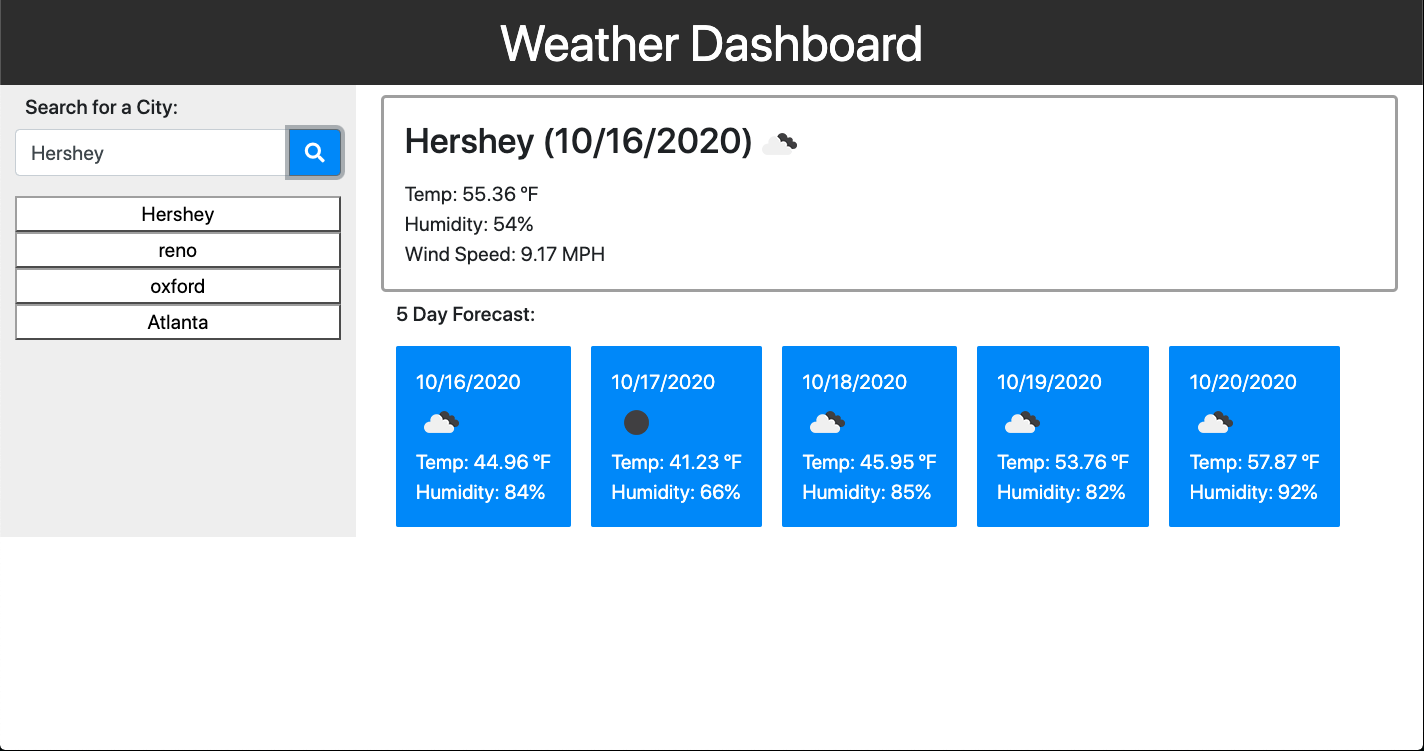 Weather Dashboard
Search for a City:
Hershey
Hershey
reno
oxford
Atlanta
Hershey (10/16/2020)
Temp: 55.36 °F
Humidity: 54%
Wind Speed: 9.17 MPH
5 Day Forecast:
10/16/2020
Temp: 44.96 °F
Humidity: 84%
10/17/2020
Temp: 41.23 °F
Humidity: 66%
10/18/2020
Temp: 45.95 °F
Humidity: 85%
10/19/2020
Temp: 53.76 °F
Humidity: 82%
10/20/2020
Temp: 57.87 °F
Humidity: 92%